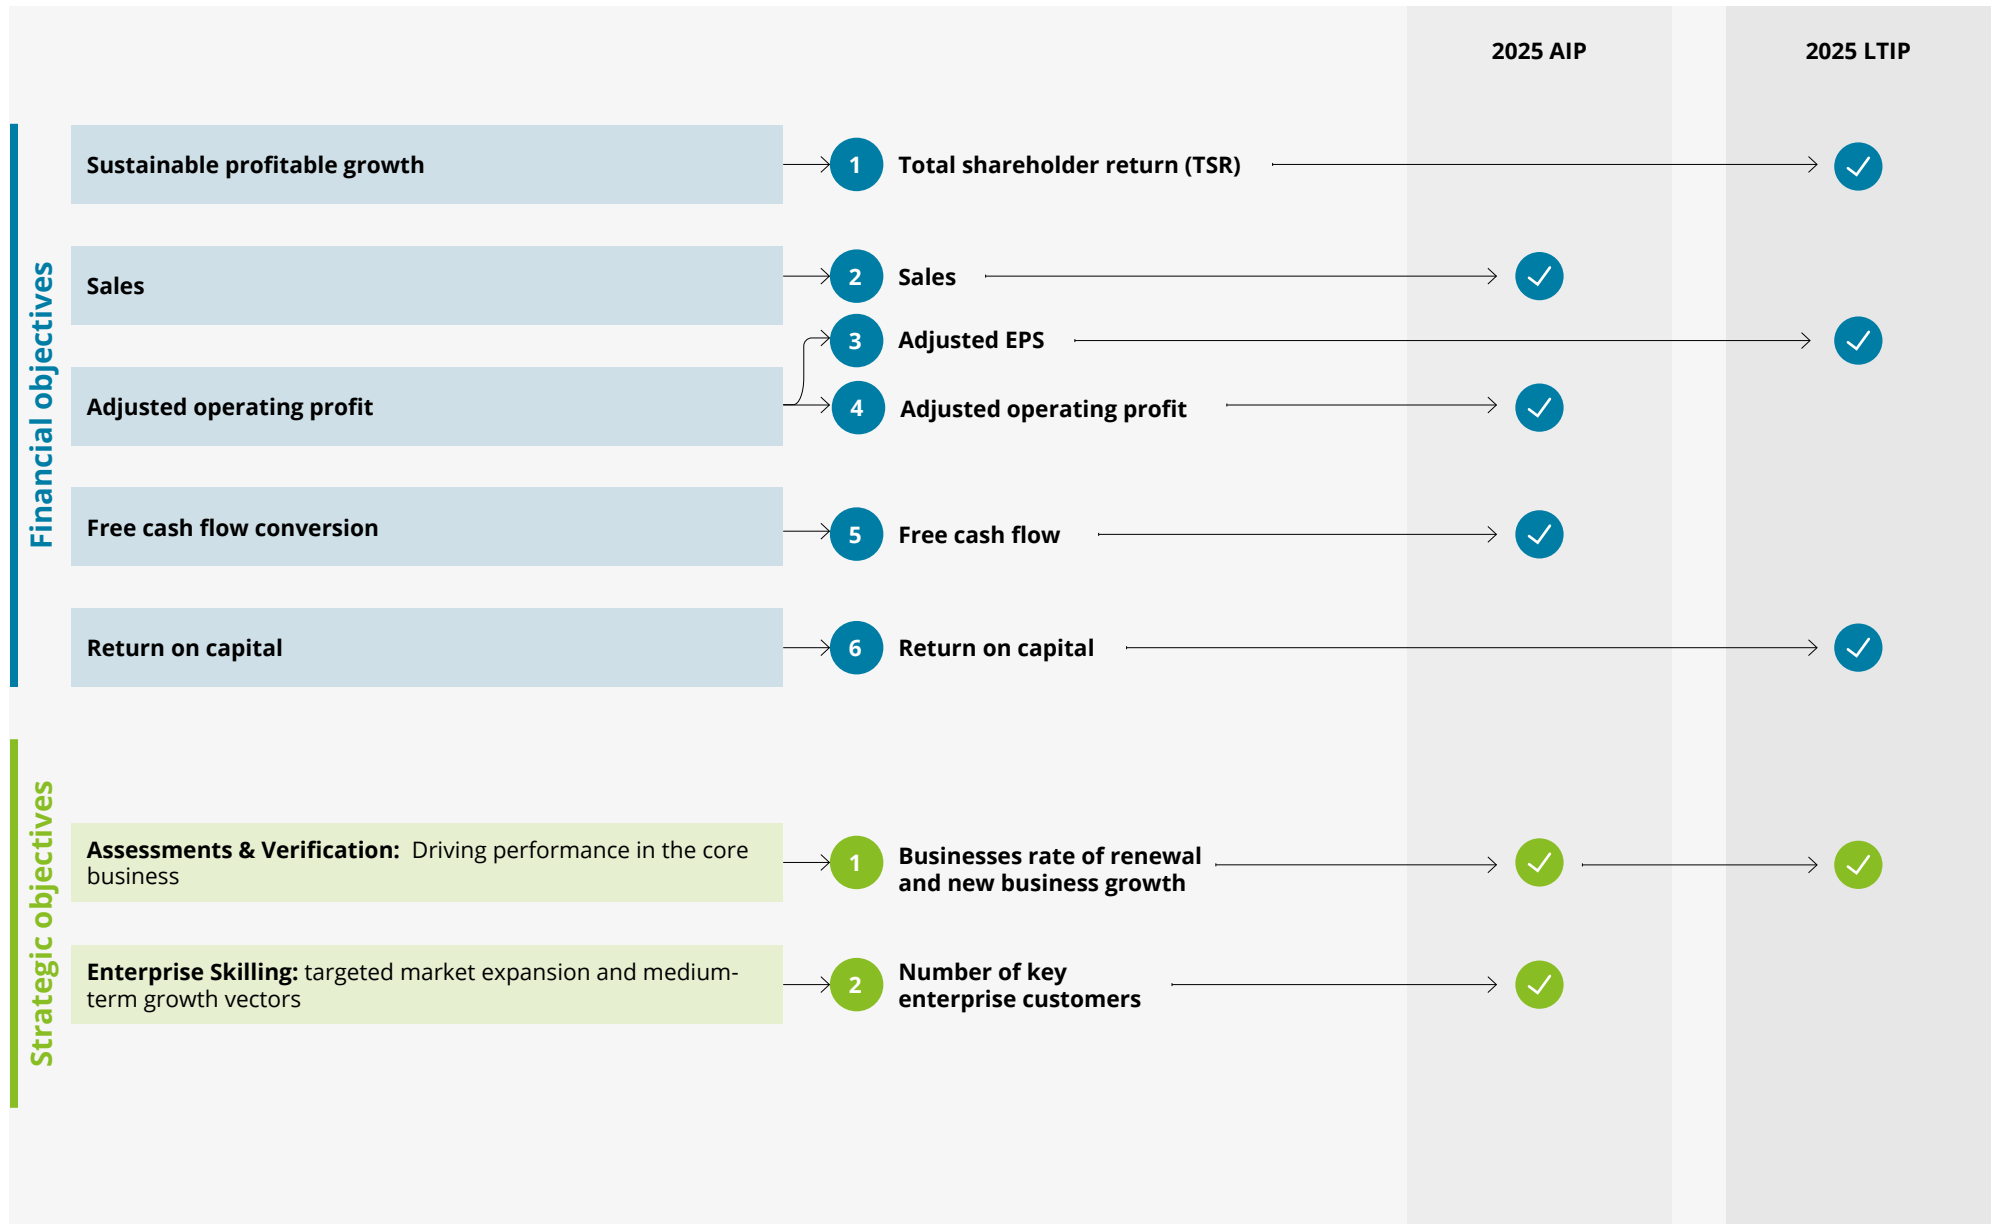 2025 AIP
2025 LTIP
Financial objectives
Sustainable profitable growth
1
Total shareholder return (TSR)
Sales
2
Sales
3
Adjusted EPS
Adjusted operating profit
4
Adjusted operating profit
Free cash flow conversion
5
Free cash flow
Return on capital
6
Return on capital
Strategic objectives
Assessments & Verification: Driving performance in the core
business
1
Businesses rate of renewal
and new business growth
Enterprise Skilling: targeted market expansion and medium-
term growth vectors
2
Number of key
enterprise customers